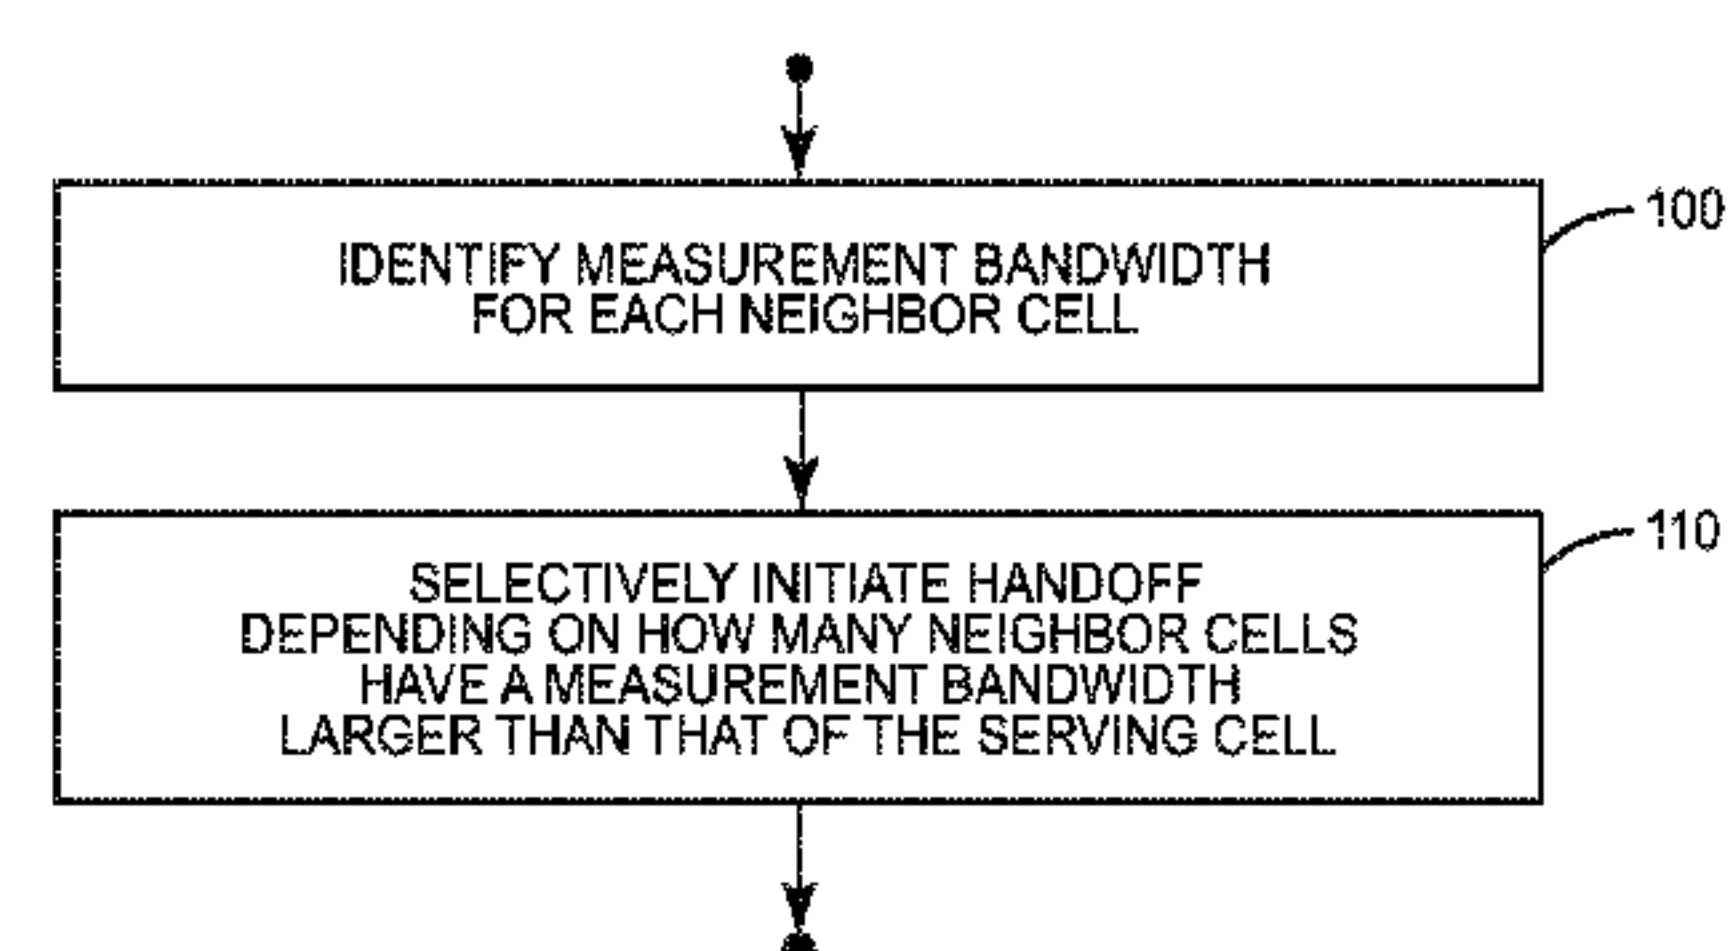 100
IDENTIFY MEASUREMENT BANDWIDTH
FOR EACH NEIGHBOR CELL
110
SELECTIVELY INITIATE HANDOFF
DEPENDING ON HOW MANY NEIGHBOR CELLS
HAVE A MEASUREMENT BANDWIDTH
LARGER THAN THAT OF THE SERVING CELL